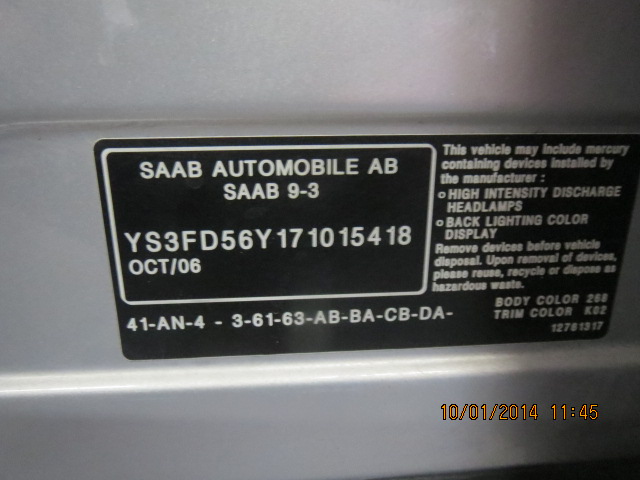 SAAB AUTOMOBILE AB
SAAB 9-3
YS3FD56Y171015418
OCT/06
41-AN-4 - 3-61-63-AB-BA-CB-DA-
This vehicle may include mercury
containing devices installed by
the manufacturer :
o HIGH INTENSITY DISCHARGE
HEADLAMPS
o BACK LIGHTING COLOR
DISPLAY
Remove devices before vehicle
disposal. Upon removal of devices,
please reuse, recycle or dispose as
hazardous waste.
BODY COLOR 268
TRIM COLOR K02
12761317
10/01/2014 11:45